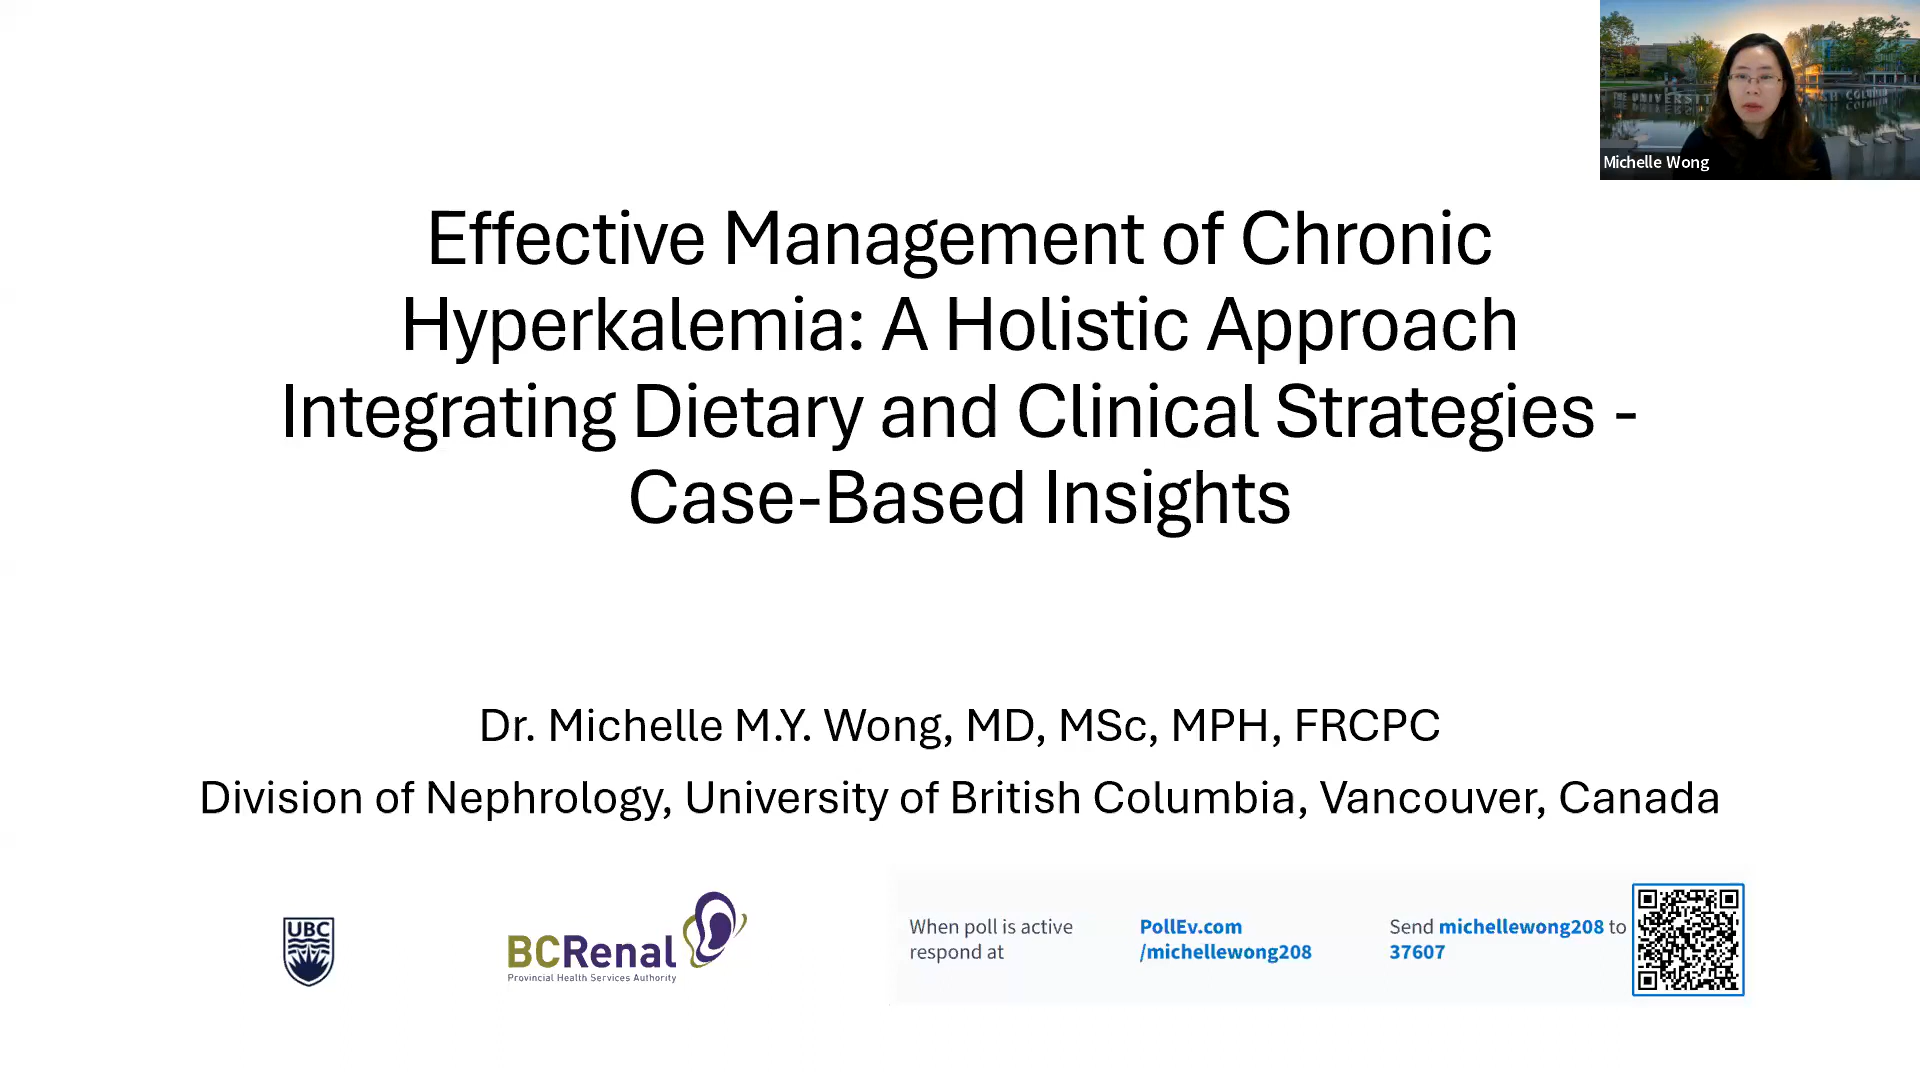 Michelle Wong
Effective Management of Chronic
Hyperkalemia: A Holistic Approach
Integrating Dietary and Clinical Strategies -
Case-Based Insights
Dr. Michelle M.Y. Wong, MD, MSc, MPH, FRCPC
Division of Nephrology, University of British Columbia, Vancouver, Canada
UBC
BCRenal
Provincial Health Services Authority
When poll is active
respond at
PollEv.com
/michellewong208
Send michellewong208 to
37607